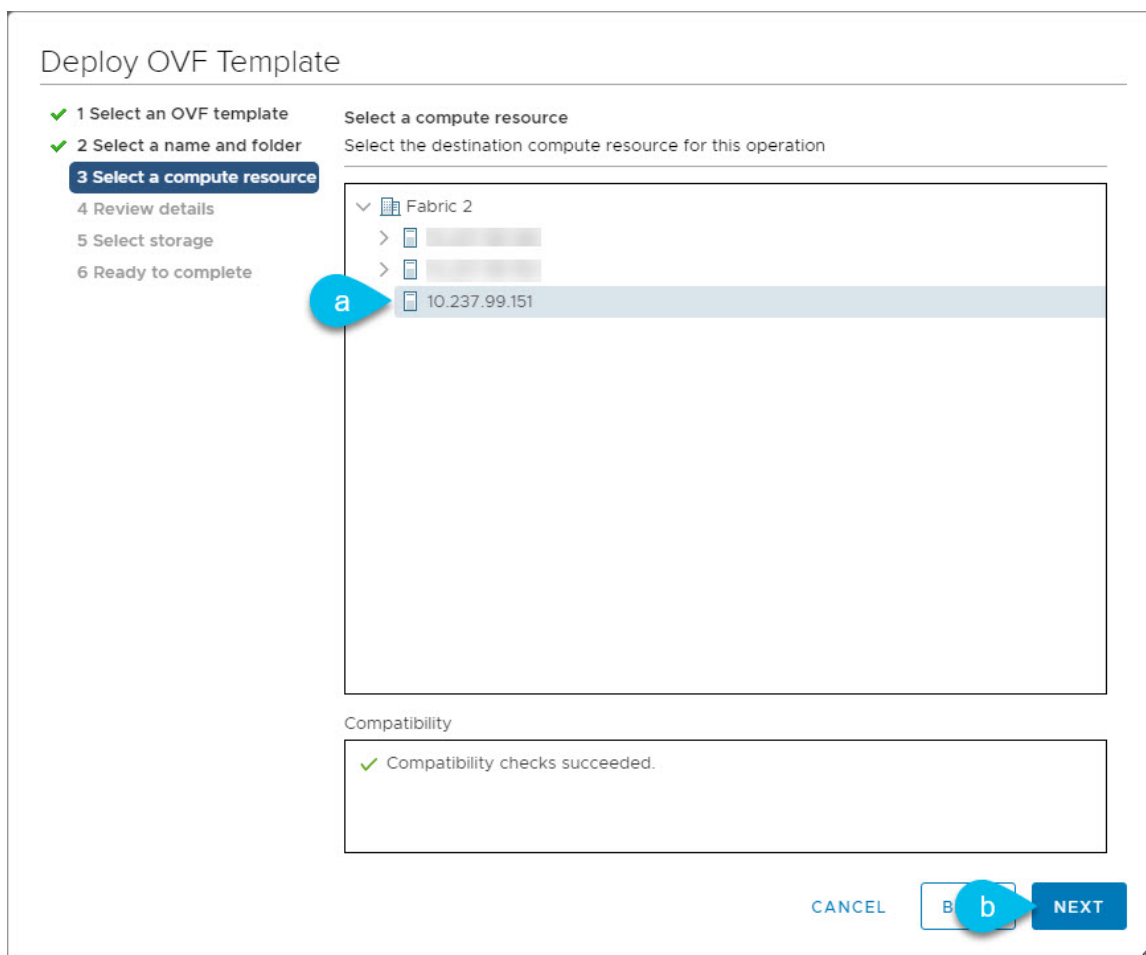 Deploy OVF Template
1 Select an OVF template
2 Select a name and folder
3 Select a compute resource
4 Review details
5 Select storage
6 Ready to complete
Select a compute resource
Select the destination compute resource for this operation
Fabric 2
a
10.237.99.151
Compatibility
Compatibility checks succeeded.
CANCEL
b
NEXT